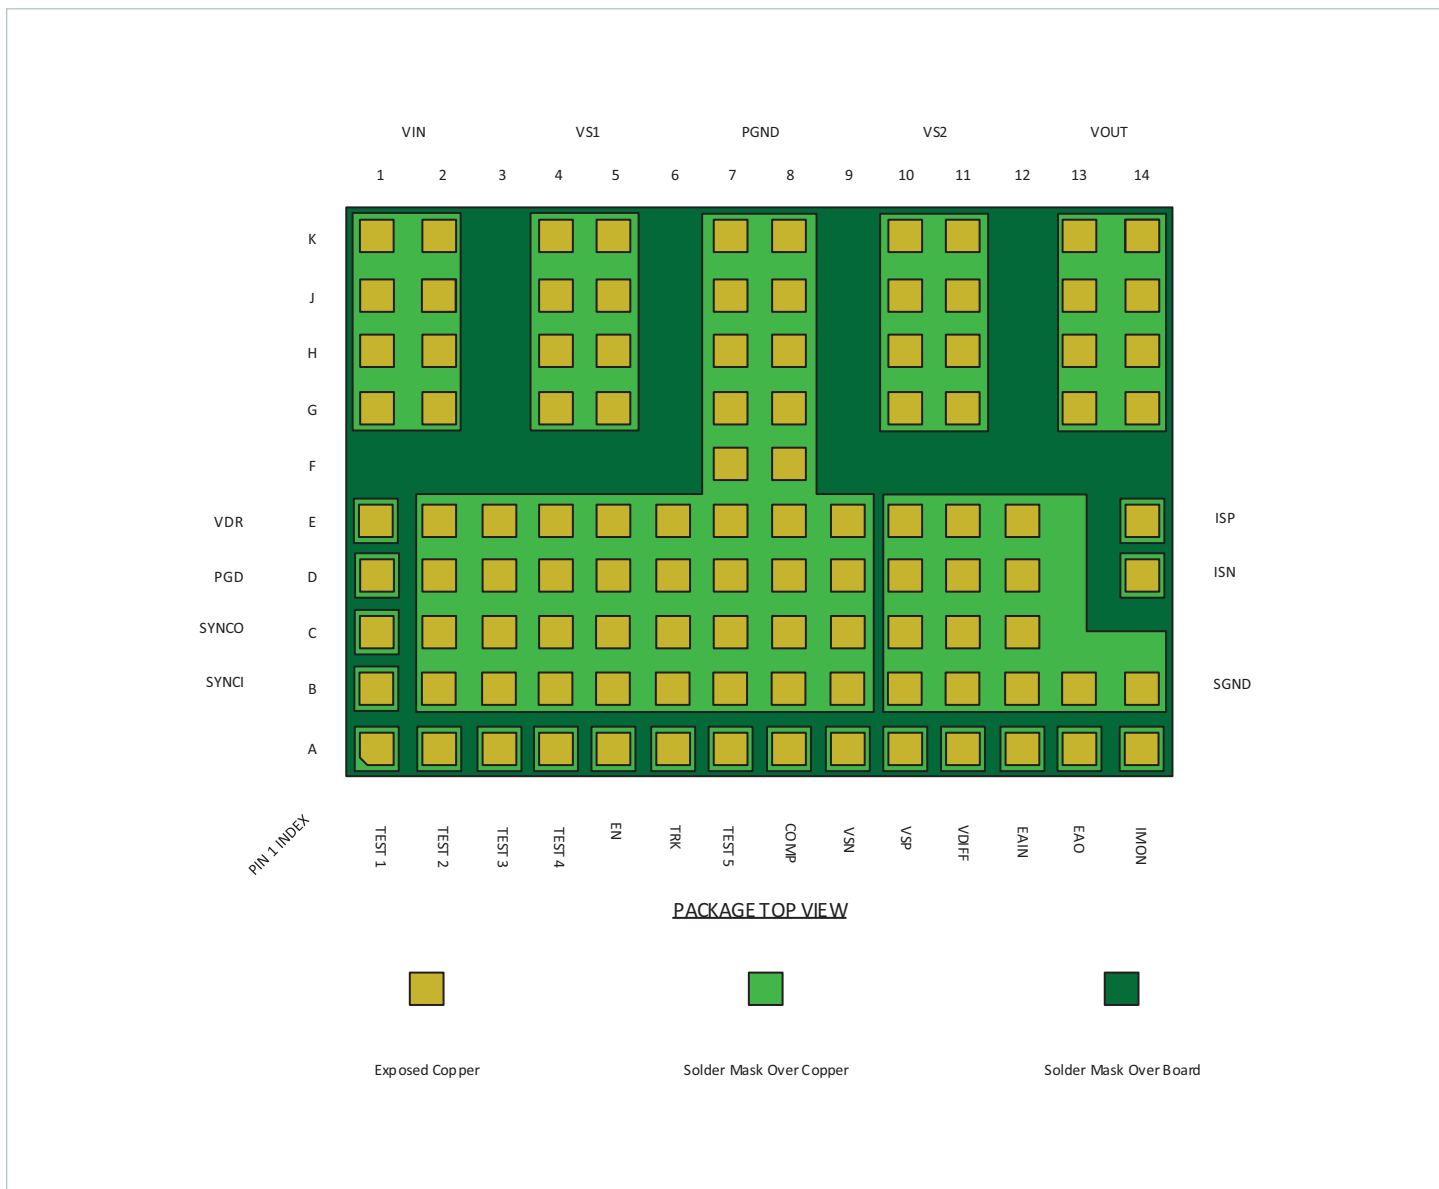 VIN VS1 PGND VS2 VOUT
1 2 3 4 5 6 7 8 9 10 11 12 13 14
K
J
H
G
F
VDR E ISP
PGD D ISN
SYNCO C
SYNCI B SGND
A
PIN 1 INDEX TEST 1 TEST 2 TEST 3 TEST 4 EN TRK TEST 5 COMP VSN VSP VDIFF EAIN EAO IMON
PACKAGE TOP VIEW
Exposed Copper Solder Mask Over Copper Solder Mask Over Board